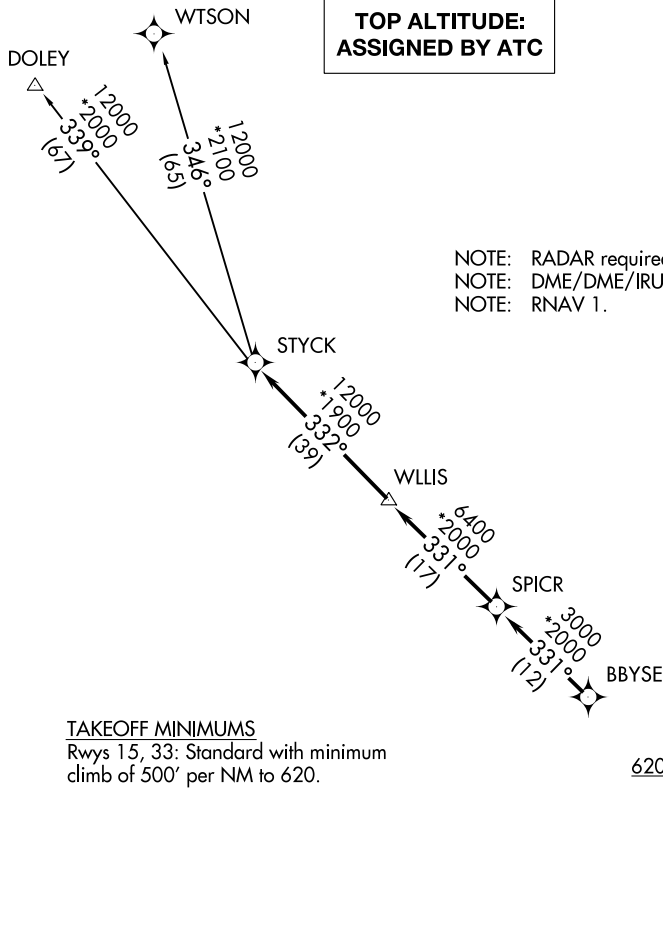 WTSON
TOP ALTITUDE:
ASSIGNED BY ATC
DOLEY
12000
*2000
339°
(67)
12000
*2100
346°
(65)
NOTE: RADAR required
NOTE: DME/DME/IRU
NOTE: RNAV 1.
STYCK
12000
*1900
332°
(39)
WLLIS
6400
*2000
331°
(17)
SPICR
3000
*2000
331°
(12)
BBYSE
TAKEOFF MINIMUMS
Rwys 15, 33: Standard with minimum
climb of 500' per NM to 620.
620